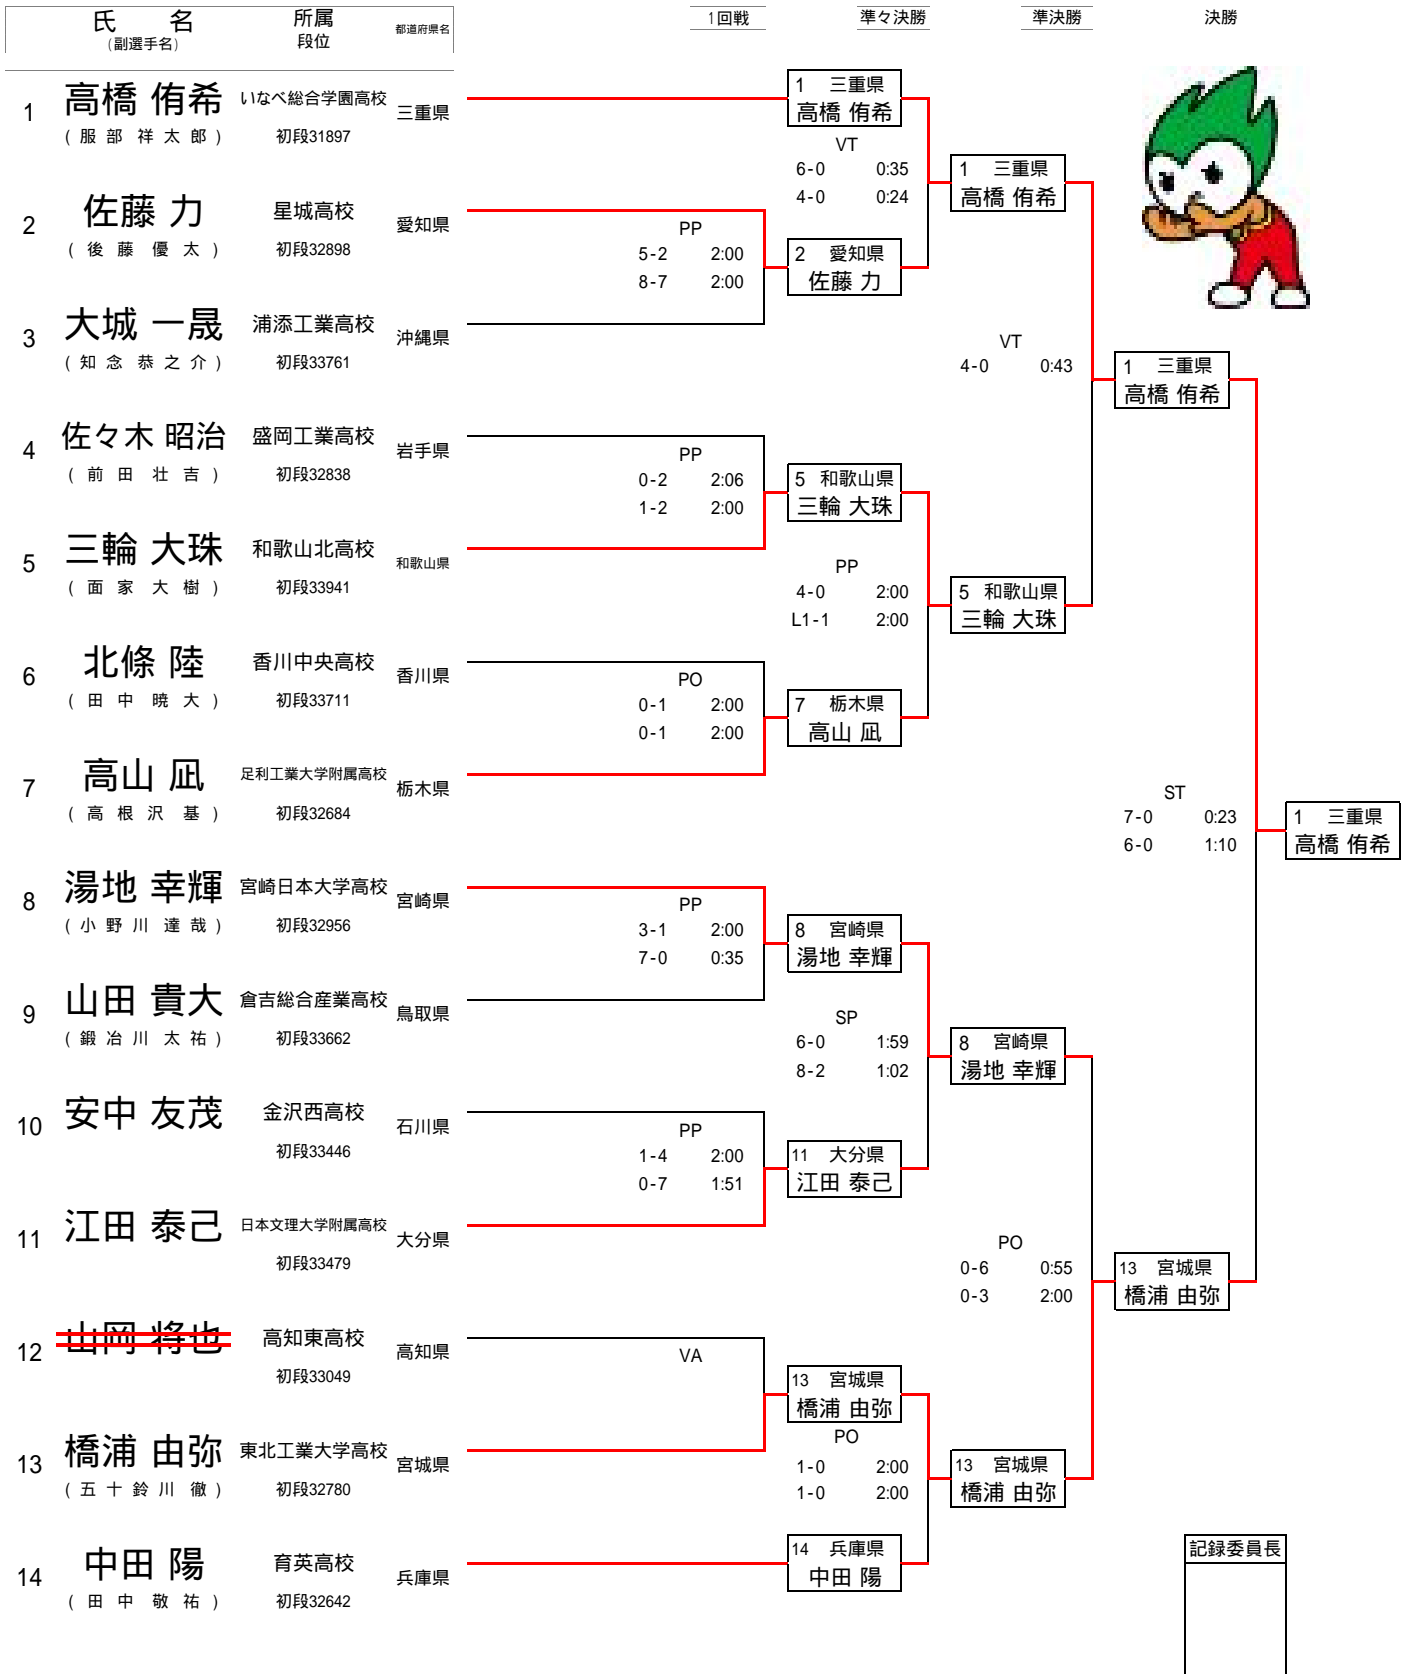 氏 名 所属 都道府県名 1回戦 準々決勝 準決勝 決勝
(副選手名) 段位
1 高橋 侑希 いなべ総合学園高校 三重県
(服部 祥太郎) 初段31897
2 佐藤 力 星城高校 愛知県
(後藤 優太) 初段32898
3 大城 一晟 浦添工業高校 沖縄県
(知念 恭之介) 初段33761
4 佐々木 昭治 盛岡工業高校 岩手県
(前田 壮吉) 初段32838
5 三輪 大珠 和歌山北高校 和歌山県
(面家 大樹) 初段33941
6 北條 陸 香川中央高校 香川県
(田中 暁大) 初段33711
7 高山 凪 足利工業大学附属高校 栃木県
(高根沢 基) 初段32684
8 湯地 幸輝 宮崎日本大学高校 宮崎県
(小野川 達哉) 初段32956
9 山田 貴大 倉吉総合産業高校 鳥取県
(鍛冶川 太祐) 初段33662
10 安中 友茂 金沢西高校 石川県
初段33446
11 江田 泰己 日本文理大学附属高校 大分県
初段33479
12 山岡 将也 高知東高校 高知県
初段33049
13 橋浦 由弥 東北工業大学高校 宮城県
(五十鈴川 徹) 初段32780
14 中田 陽 育英高校 兵庫県
(田中 敬祐) 初段32642
PP
5-2 2:00
8-7 2:00
PP
0-2 2:06
1-2 2:00
PO
0-1 2:00
0-1 2:00
PP
3-1 2:00
7-0 0:35
PP
1-4 2:00
0-7 1:51
VA
1 三重県
高橋 侑希
VT
6-0 0:35
4-0 0:24
2 愛知県
佐藤 力
5 和歌山県
三輪 大珠
PP
4-0 2:00
L1-1 2:00
7 栃木県
高山 凪
8 宮崎県
湯地 幸輝
SP
6-0 1:59
8-2 1:02
11 大分県
江田 泰己
13 宮城県
橋浦 由弥
PO
1-0 2:00
1-0 2:00
14 兵庫県
中田 陽
1 三重県
高橋 侑希
VT
4-0 0:43
5 和歌山県
三輪 大珠
8 宮崎県
湯地 幸輝
PO
0-6 0:55
0-3 2:00
13 宮城県
橋浦 由弥
1 三重県
高橋 侑希
ST
7-0 0:23
6-0 1:10
13 宮城県
橋浦 由弥
1 三重県
高橋 侑希
記録委員長